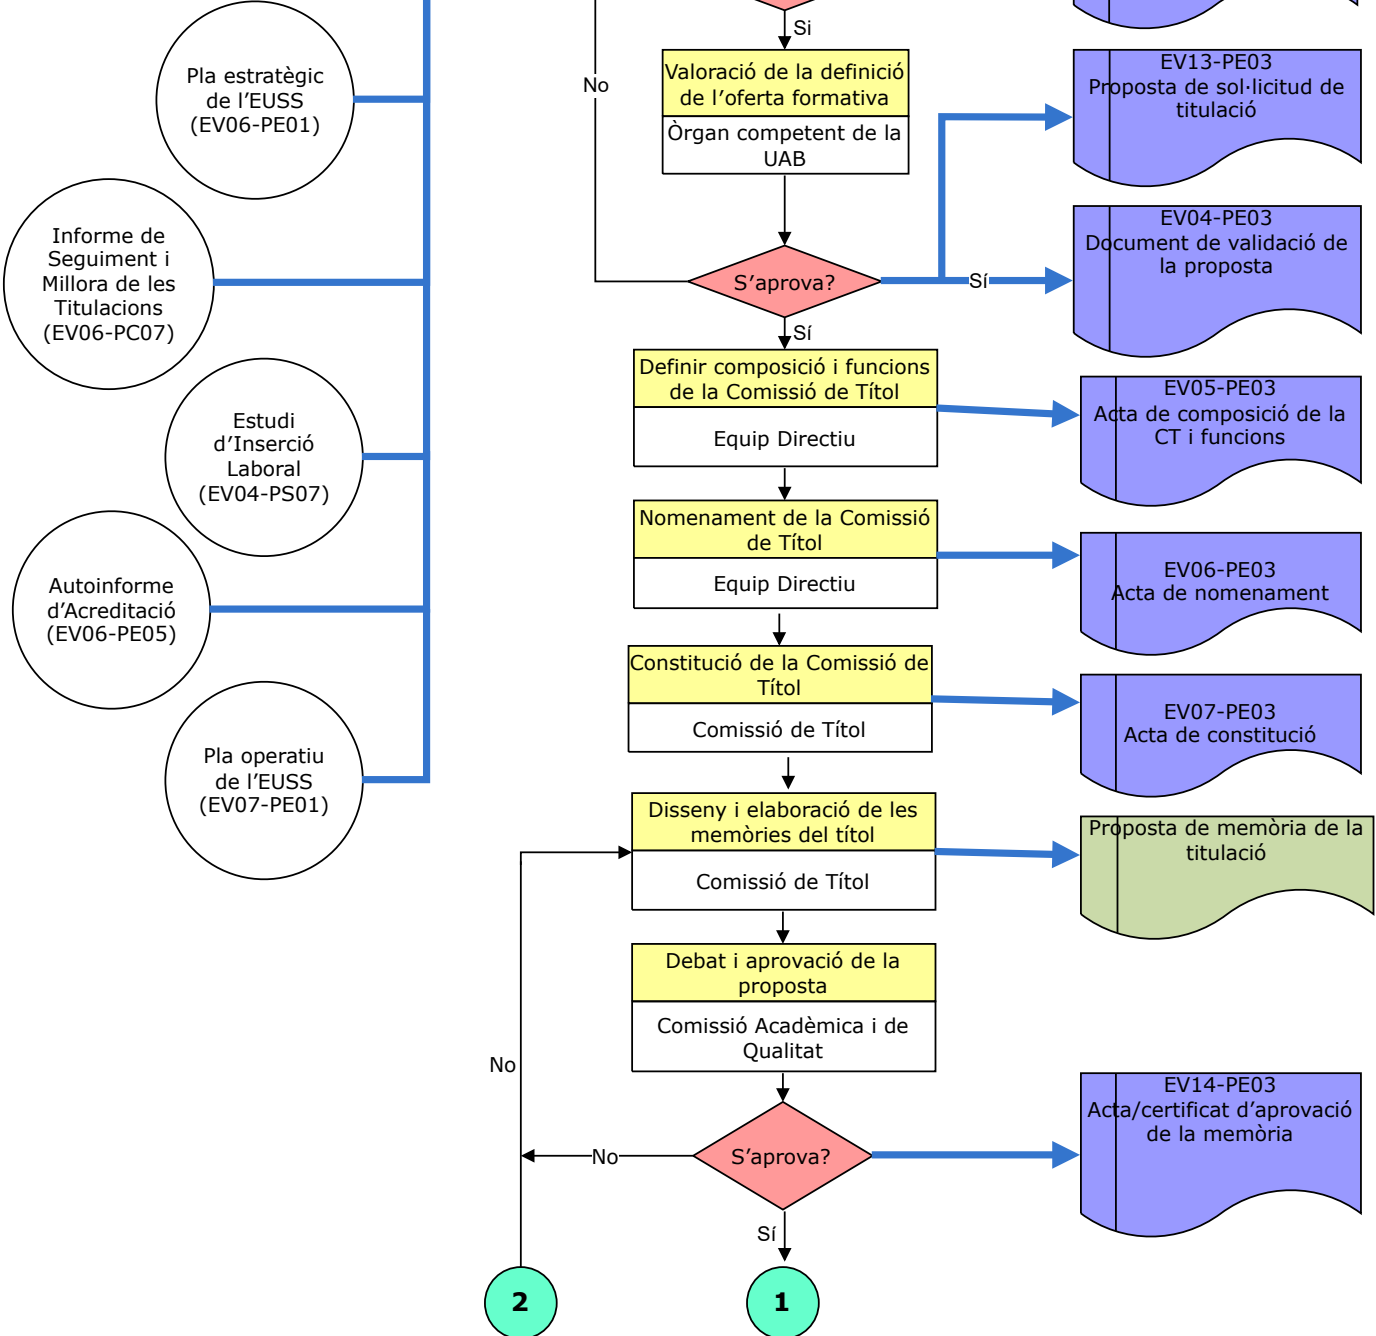 Pla estratègic
de l’EUSS
(EV06-PE01)
Informe de
Seguiment i
Millora de les
Titulacions
(EV06-PC07)
Estudi
d’Inserció
Laboral
(EV04-PS07)
Autoinforme
d’Acreditació
(EV06-PE05)
Pla operatiu
de l’EUSS
(EV07-PE01)
Si
No
Valoració de la definició
de l’oferta formativa
Òrgan competent de la
UAB
S’aprova?
Sí
Sí
Definir composició i funcions
de la Comissió de Títol
Equip Directiu
Nomenament de la Comissió
de Títol
Equip Directiu
Constitució de la Comissió de
Títol
Comissió de Títol
Disseny i elaboració de les
memòries del títol
Comissió de Títol
Debat i aprovació de la
proposta
Comissió Acadèmica i de
Qualitat
No
No
S’aprova?
Sí
2
1
EV13-PE03
Proposta de sol·licitud de
titulació
EV04-PE03
Document de validació de
la proposta
EV05-PE03
Acta de composició de la
CT i funcions
EV06-PE03
Acta de nomenament
EV07-PE03
Acta de constitució
Proposta de memòria de la
titulació
EV14-PE03
Acta/certificat d’aprovació
de la memòria